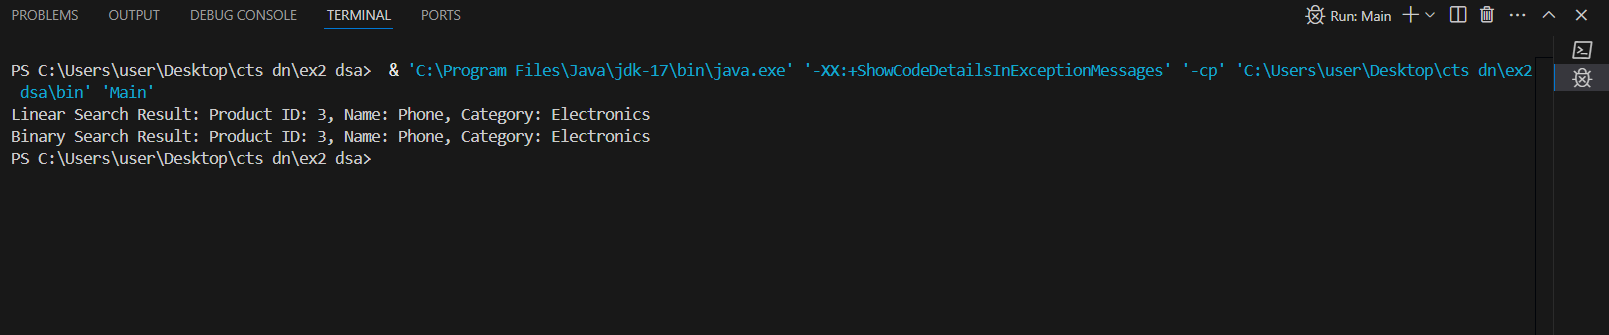 PROBLEMS OUTPUT DEBUG CONSOLE TERMINAL PORTS Run: Main
PS C:\Users\user\Desktop\cts dn\ex2 dsa>  & 'C:\Program Files\Java\jdk-17\bin\java.exe' '-XX:+ShowCodeDetailsInExceptionMessages' '-cp' 'C:\Users\user\Desktop\cts dn\ex2
 dsa\bin' 'Main'
Linear Search Result: Product ID: 3, Name: Phone, Category: Electronics
Binary Search Result: Product ID: 3, Name: Phone, Category: Electronics
PS C:\Users\user\Desktop\cts dn\ex2 dsa>